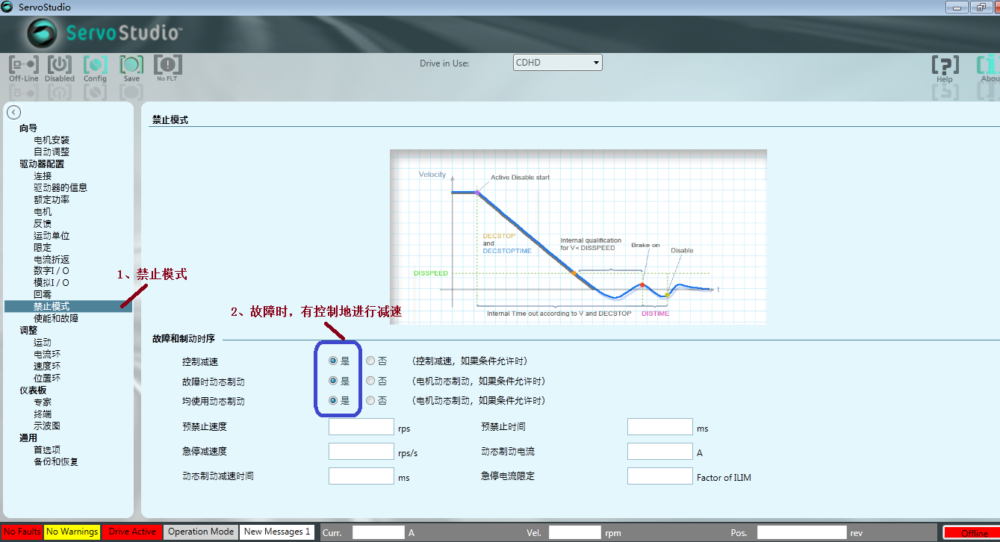 ServoStudio
ServoStudio™
Off-Line
Disabled
Config
Save
No FLT
Drive in Use:
CDHD
Help
Abou
向导
电机安装
自动调整
驱动器配置
连接
驱动器的信息
额定功率
电机
反馈
运动单位
限定
电流折返
数字I / O
模拟I / O
回零
禁止模式
使能和故障
调整
运动
电流环
速度环
位置环
仪表板
专家
终端
示波图
通用
首选项
备份和恢复
1、禁止模式
禁止模式
Velocity
Active Disable start
DECSTOP
and
DECSTOPTIME
Internal qualification
for V< DISSPEED
Brake on
Disable
DISSPEED
t
Internal Time out according to V and DECSTOP
DISTIME
2、故障时，有控制地进行减速
故障和制动时序
控制减速 是 否 （控制减速，如果条件允许时）
故障时动态制动 是 否 （电机动态制动，如果条件允许时）
均使用动态制动 是 否 （电机动态制动，如果条件允许时）
预禁止速度 rps 预禁止时间 ms
急停减速度 rps/s 动态制动电流 A
动态制动减速时间 ms 急停电流限定 Factor of ILIM
No Faults No Warnings Drive Active Operation Mode New Messages 1 Curr. A Vel. rpm Pos. rev Offline